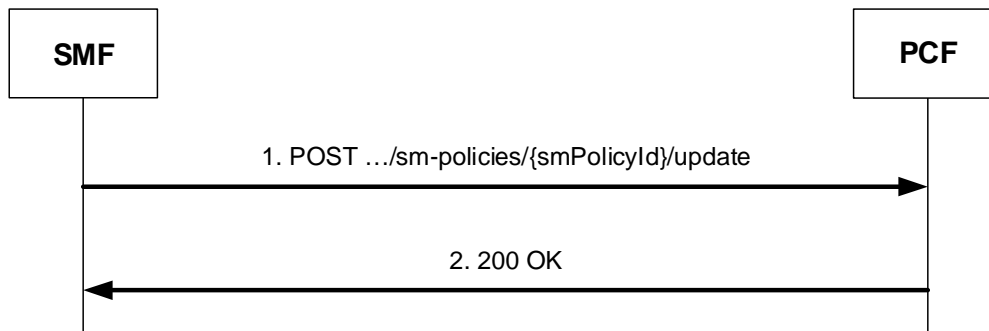 SMF
PCF
1. POST …/sm-policies/{smPolicyId}/update
2. 200 OK